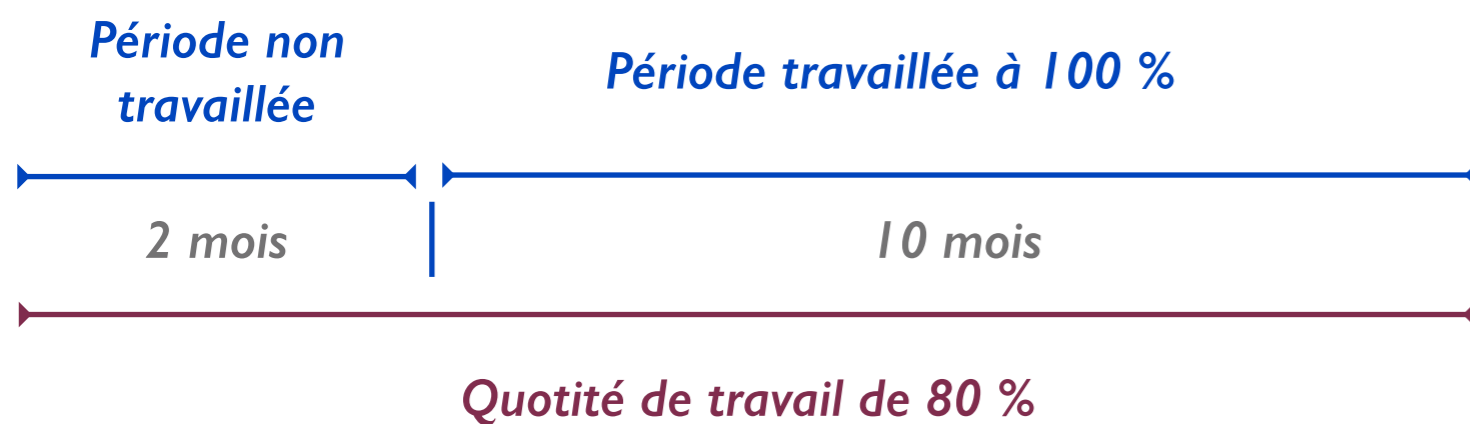 Période non
travaillée
Période travaillée à 100 %
2 mois
10 mois
Quotité de travail de 80 %